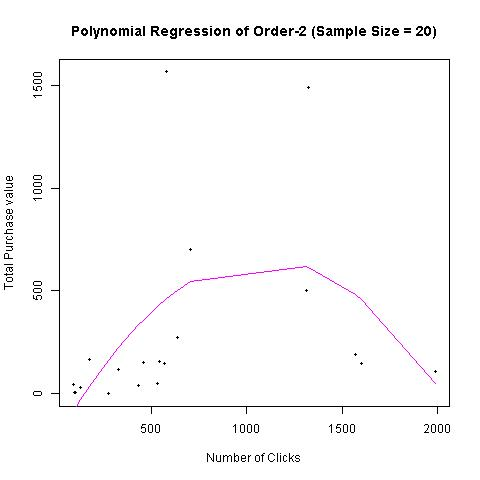 Polynomial Regression of Order-2 (Sample Size = 20)
Total Purchase value
1500
1000
500
0
500
1000
1500
2000
Number of Clicks